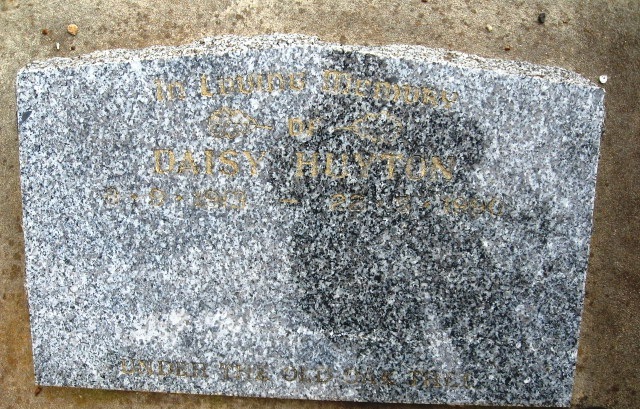 In Loving Memory
of
DAISY HUYTON
UNDER THE OLD OAK TREE